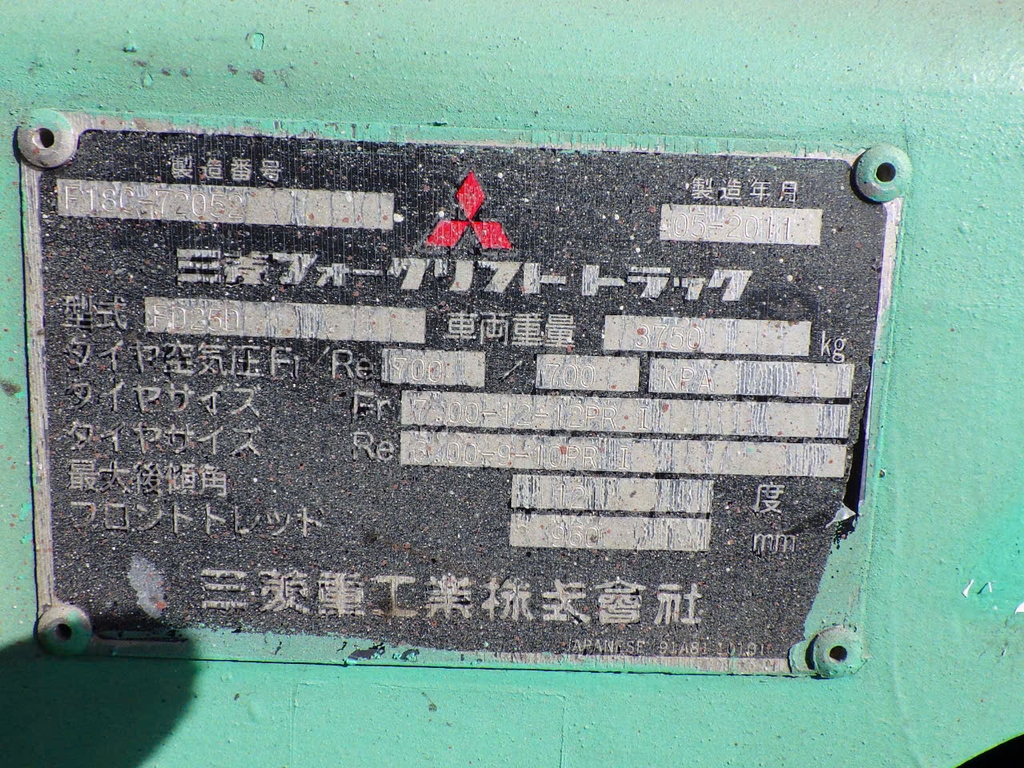 製造番号
製造年月
F18C-72052
05-2011
三菱フォークリフトトラック
型式 FD25D 車両重量 3750 kg
タイヤ空気圧Fr/Re 700 / 700 KPA
タイヤサイズ Fr 7.00-12-12PR I
タイヤサイズ Re 6.00-9-10PR I
最大後傾角 度
フロントトレッド 960 mm
三菱重工業株式會社
JAPANESE